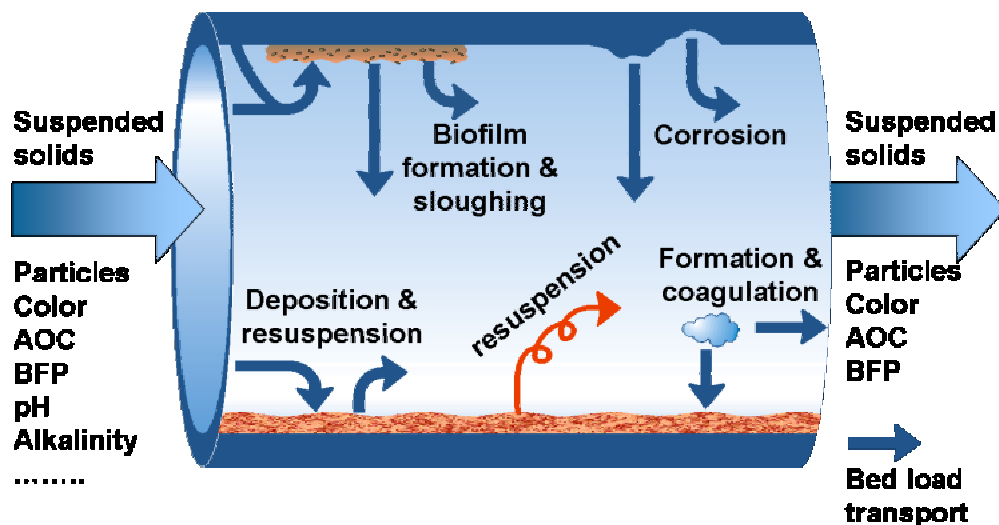 Suspended
solids
Particles
Color
AOC
BFP
pH
Alkalinity
........
Biofilm
formation &
sloughing
Corrosion
Deposition &
resuspension
resuspension
Formation &
coagulation
Suspended
solids
Particles
Color
AOC
BFP
Bed load
transport